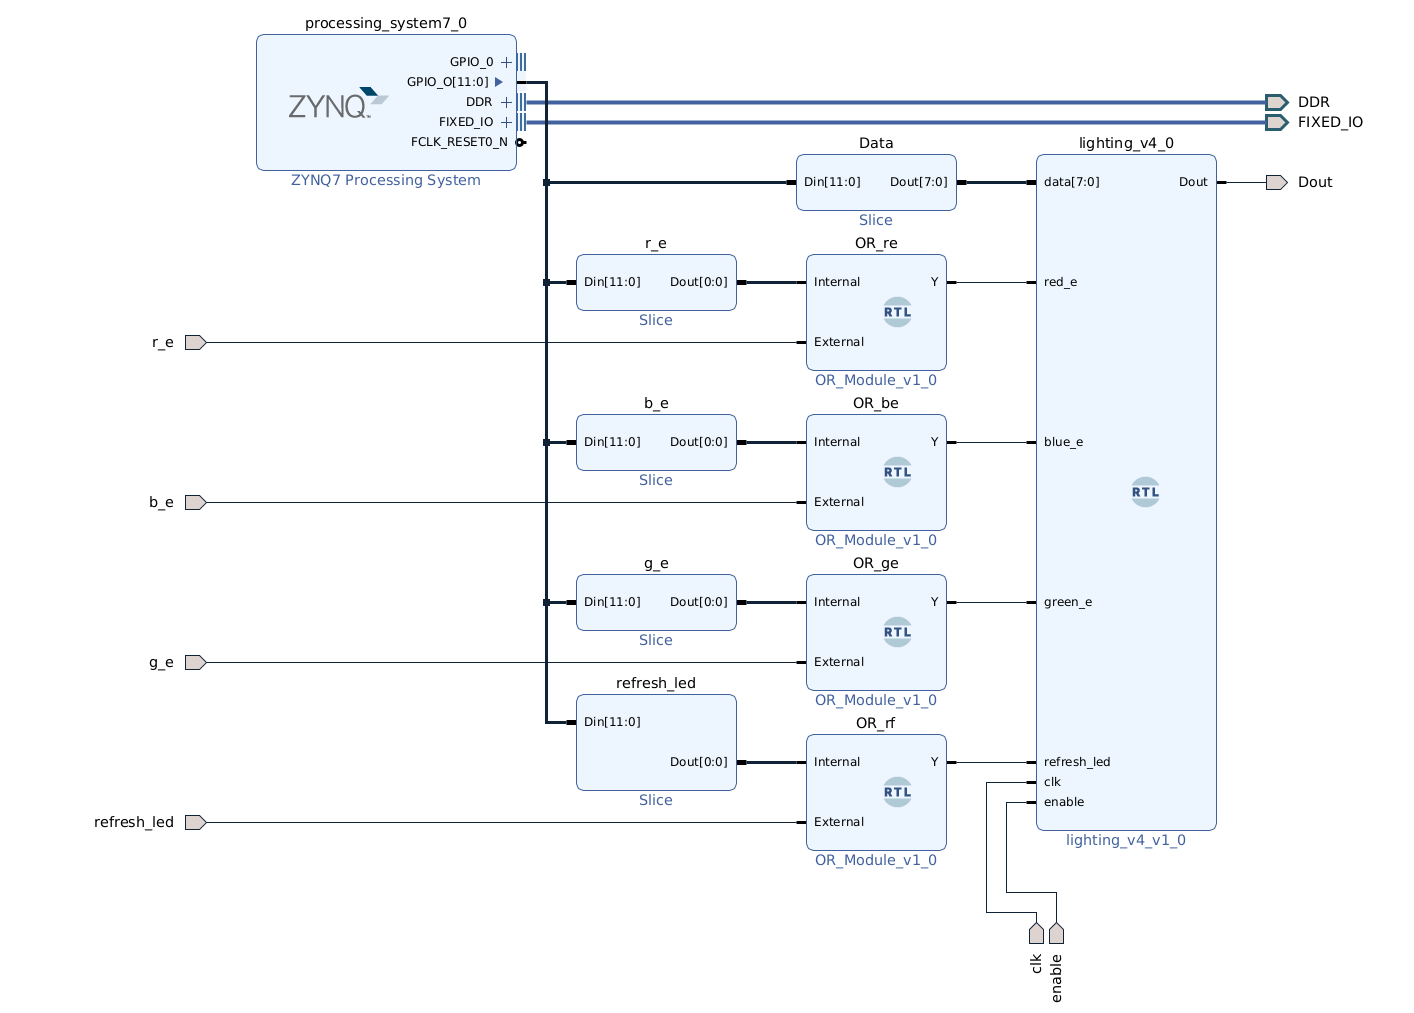 processing_system7_0
GPIO_0
GPIO_O[11:0]
DDR
FIXED_IO
FCLK_RESET0_N
ZYNQ
™
ZYNQ7 Processing System
DDR
FIXED_IO
Data
Din[11:0] Dout[7:0]
Slice
lighting_v4_0
data[7:0] Dout
red_e
blue_e
green_e
refresh_led
clk
enable
RTL
lighting_v4_v1_0
Dout
r_e
Din[11:0] Dout[0:0]
Slice
OR_re
Internal Y
RTL
External
OR_Module_v1_0
r_e
b_e
Din[11:0] Dout[0:0]
Slice
OR_be
Internal Y
RTL
External
OR_Module_v1_0
b_e
g_e
Din[11:0] Dout[0:0]
Slice
OR_ge
Internal Y
RTL
External
OR_Module_v1_0
g_e
refresh_led
Din[11:0]
Dout[0:0]
Slice
OR_rf
Internal Y
RTL
External
OR_Module_v1_0
refresh_led
clk
enable